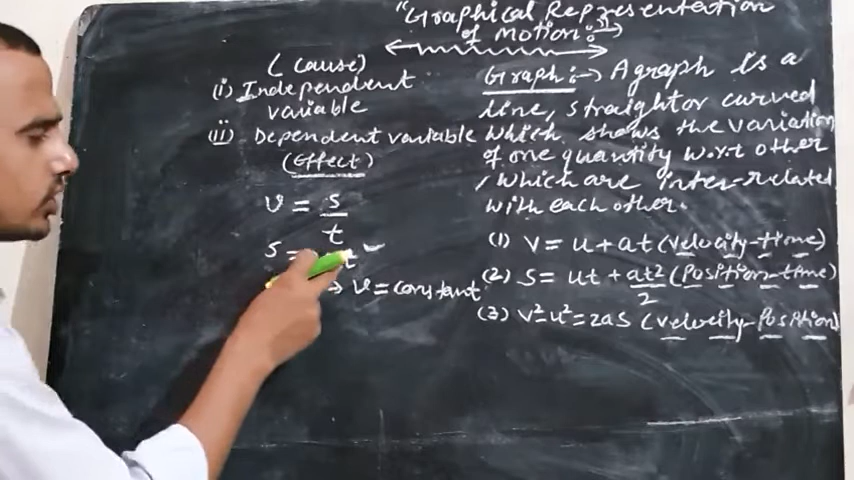 "Graphical Representation
of Motion":→
(Cause)
(i) Independent
variable
(ii) Dependent variable
(Effect)
v = s
t
s =
t
→ v = constant
Graph :→ A graph is a
line, straight or curved
which shows the variation
of one quantity w.r.t other
, which are inter-related
with each other.
(1) v = u + at (velocity-time)
(2) s = ut + at2 (Position-time)
2
(3) v²-u² = 2as (velocity-Position)